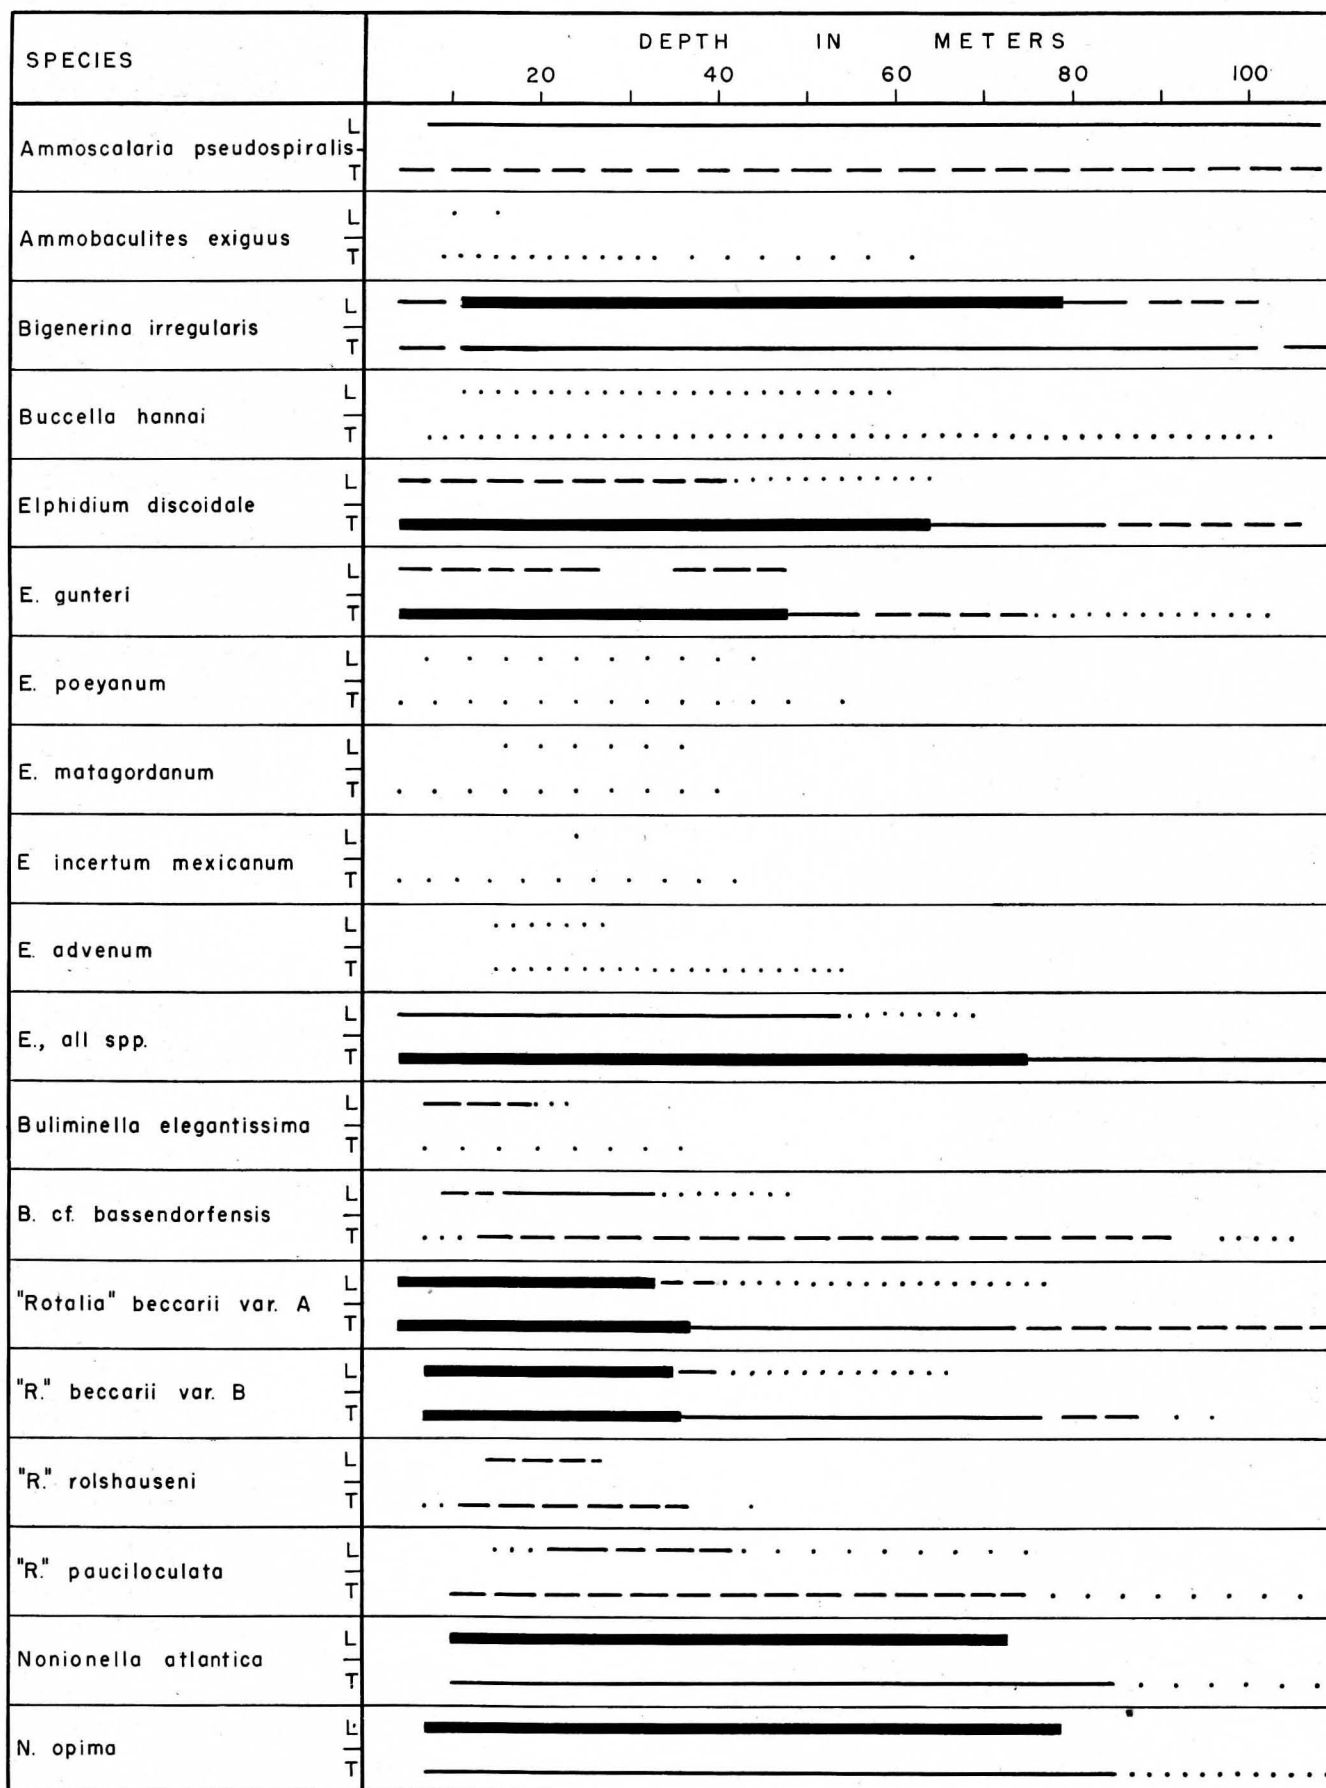 SPECIES
DEPTH IN METERS
20 40 60 80 100
Ammoscalaria pseudospiralis
L
T
Ammobaculites exiguus
L
T
Bigenerina irregularis
L
T
Buccella hannai
L
T
Elphidium discoidale
L
T
E. gunteri
L
T
E. poeyanum
L
T
E. matagordanum
L
T
E incertum mexicanum
L
T
E. advenum
L
T
E., all spp.
L
T
Buliminella elegantissima
L
T
B. cf. bassendorfensis
L
T
"Rotalia" beccarii var. A
L
T
"R." beccarii var. B
L
T
"R." rolshauseni
L
T
"R." pauciloculata
L
T
Nonionella atlantica
L
T
N. opima
L
T